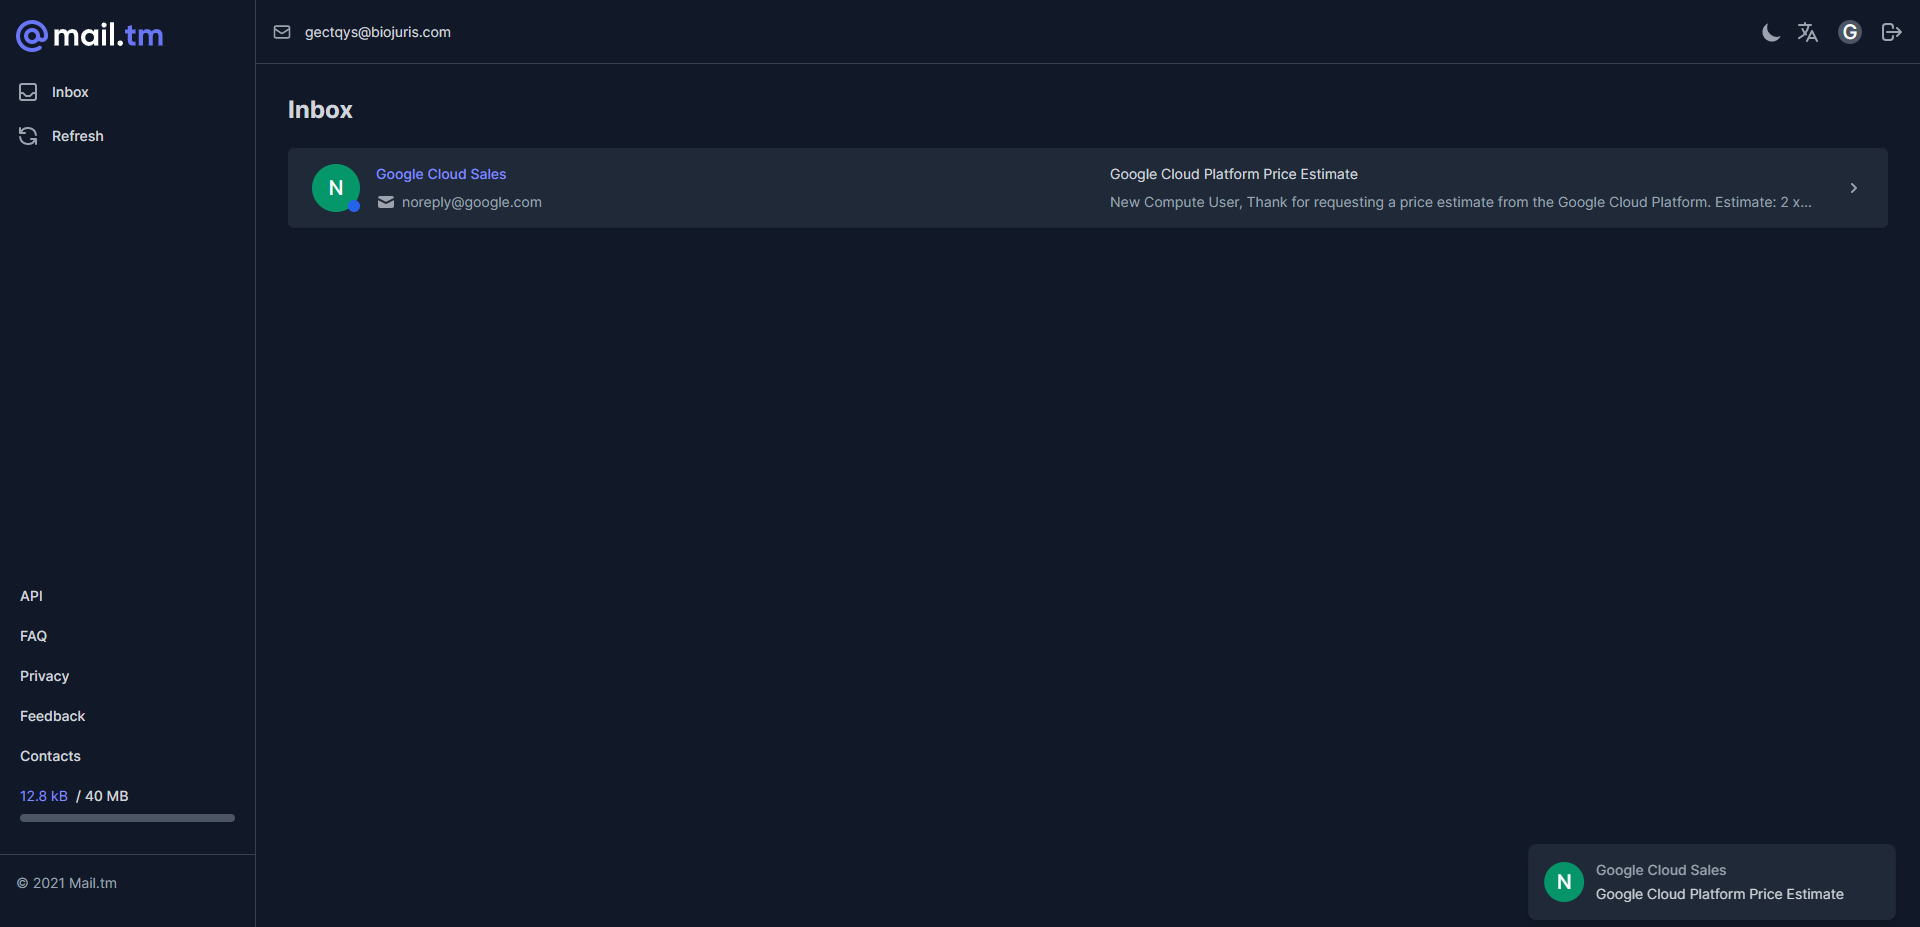 @mail.tm
gectqys@biojuris.com
G
Inbox
Refresh
Inbox
N
Google Cloud Sales
noreply@google.com
Google Cloud Platform Price Estimate
New Compute User, Thank for requesting a price estimate from the Google Cloud Platform. Estimate: 2 x...
API
FAQ
Privacy
Feedback
Contacts
12.8 kB / 40 MB
© 2021 Mail.tm
N
Google Cloud Sales
Google Cloud Platform Price Estimate